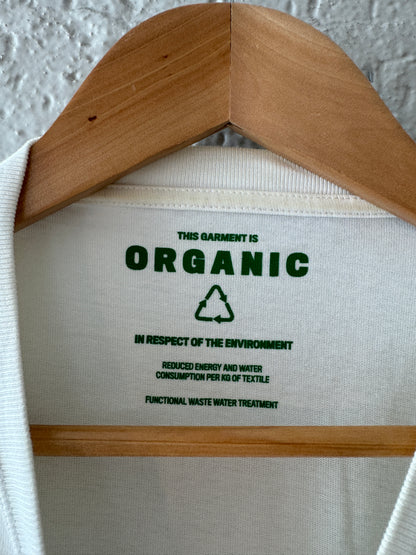 THIS GARMENT IS
ORGANIC
IN RESPECT OF THE ENVIRONMENT
REDUCED ENERGY AND WATER
CONSUMPTION PER KG OF TEXTILE
FUNCTIONAL WASTE WATER TREATMENT